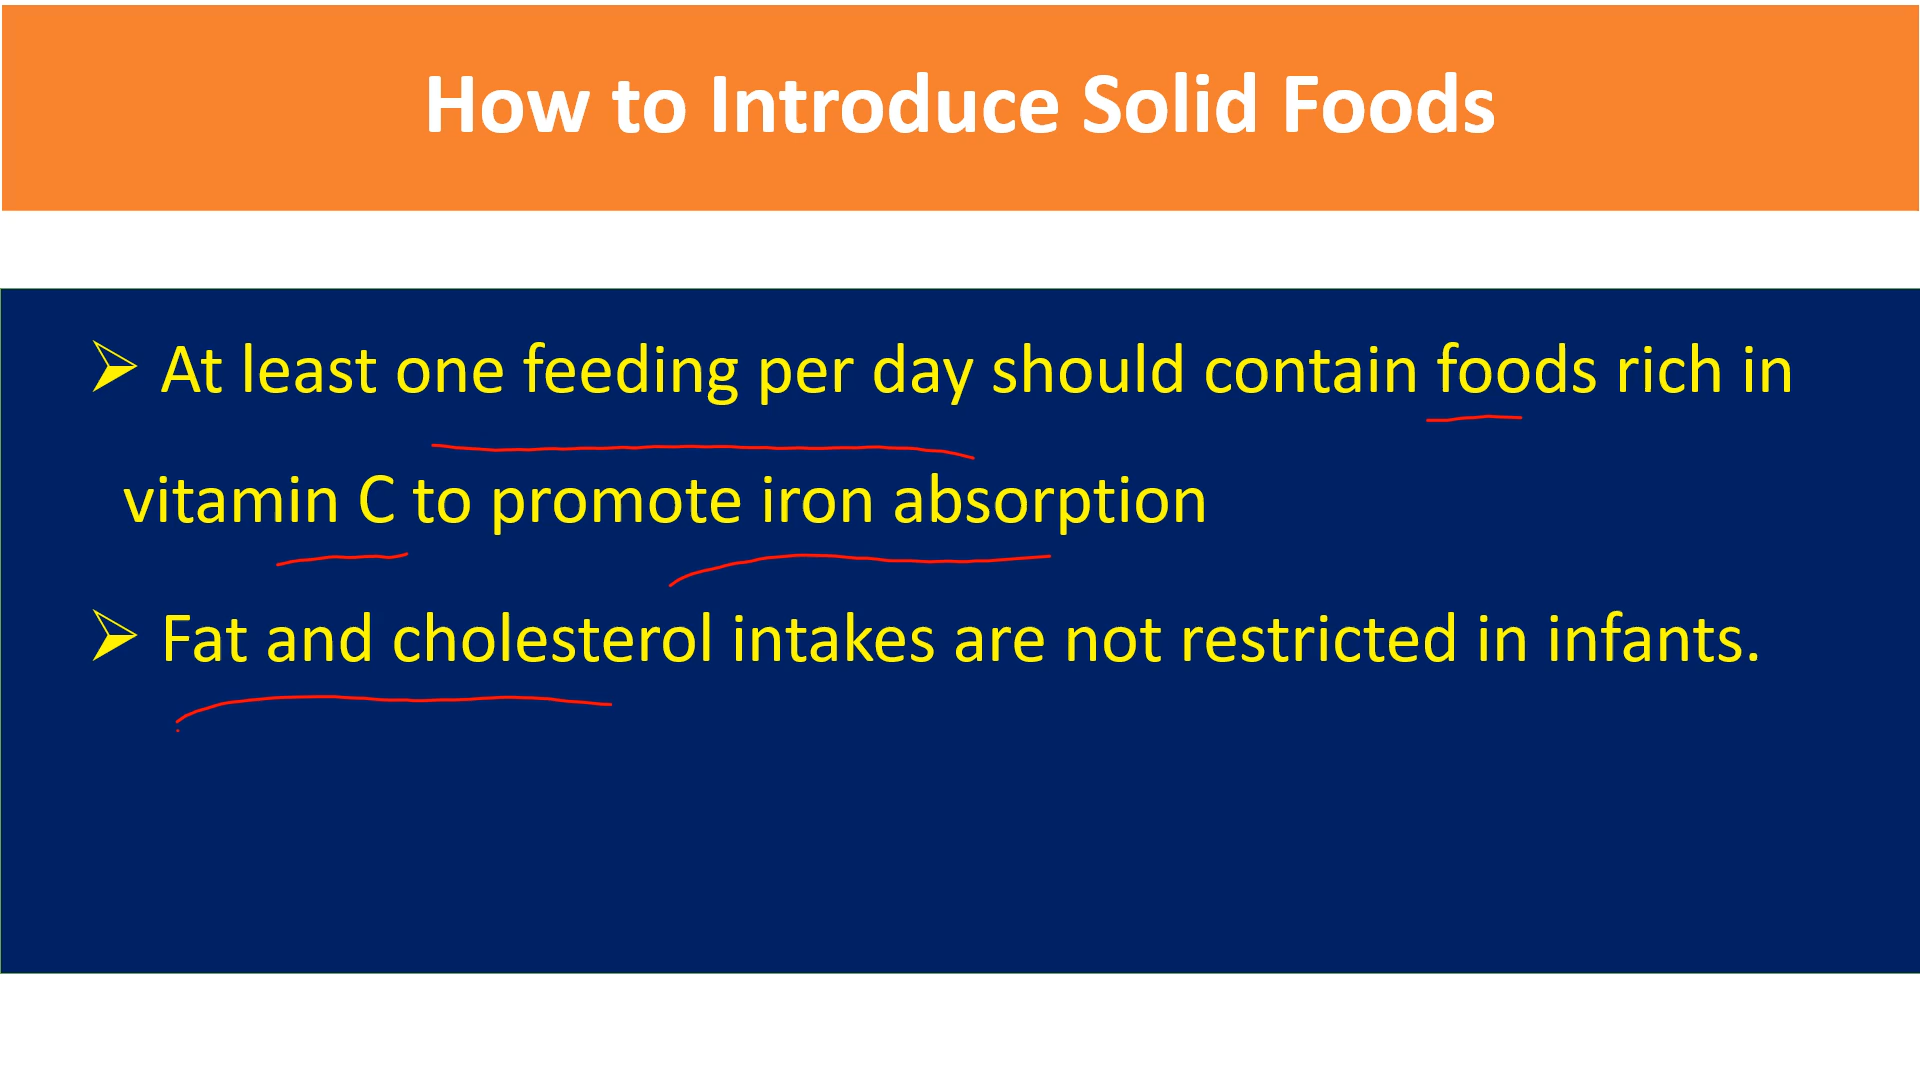 How to Introduce Solid Foods
➢ At least one feeding per day should contain foods rich in
vitamin C to promote iron absorption
➢ Fat and cholesterol intakes are not restricted in infants.